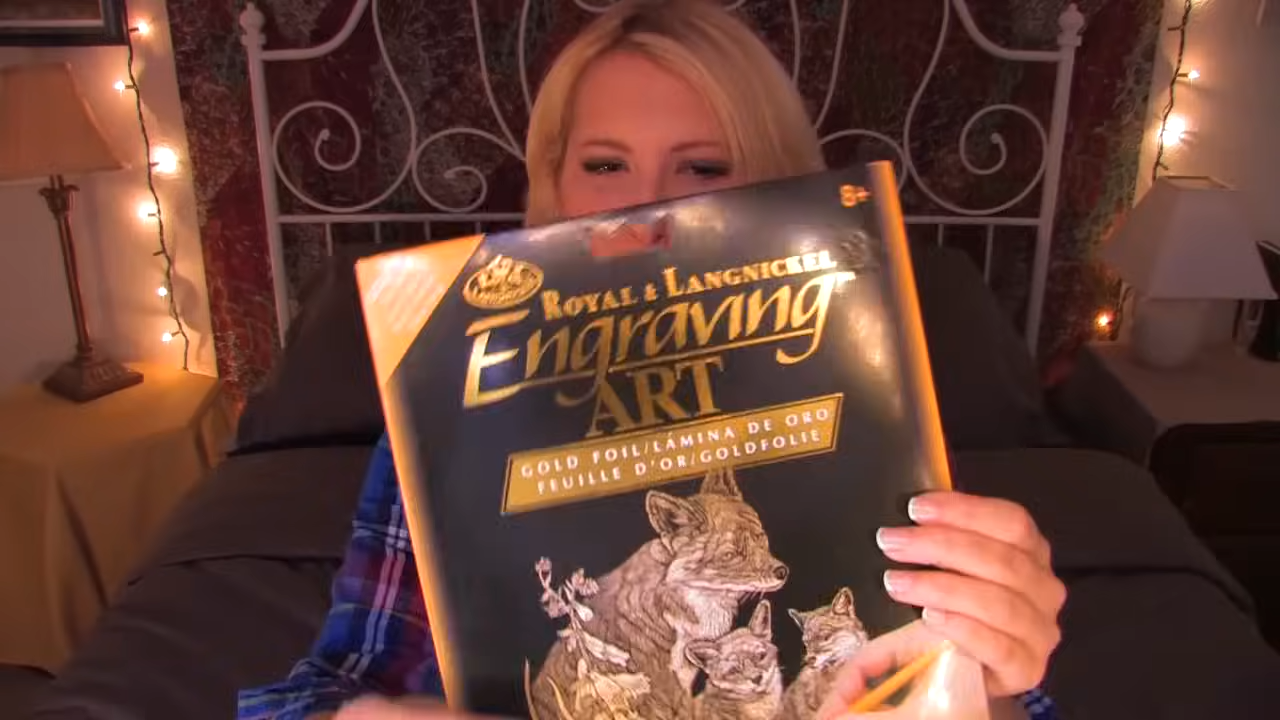 8+
ROYAL & LANGNICKEL
Engraving
ART
GOLD FOIL/LÁMINA DE ORO
FEUILLE D'OR/GOLDFOLIE